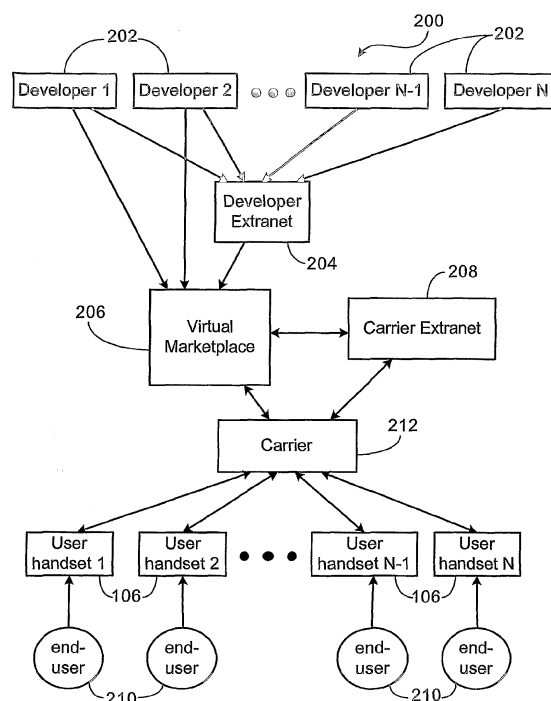 200
202
202
Developer 1
Developer 2
Developer N-1
Developer N
Developer
Extranet
204
208
206
Virtual
Marketplace
Carrier Extranet
212
Carrier
User
handset 1
User
handset 2
User
handset N-1
User
handset N
106
106
end-
user
end-
user
end-
user
end-
user
210
210